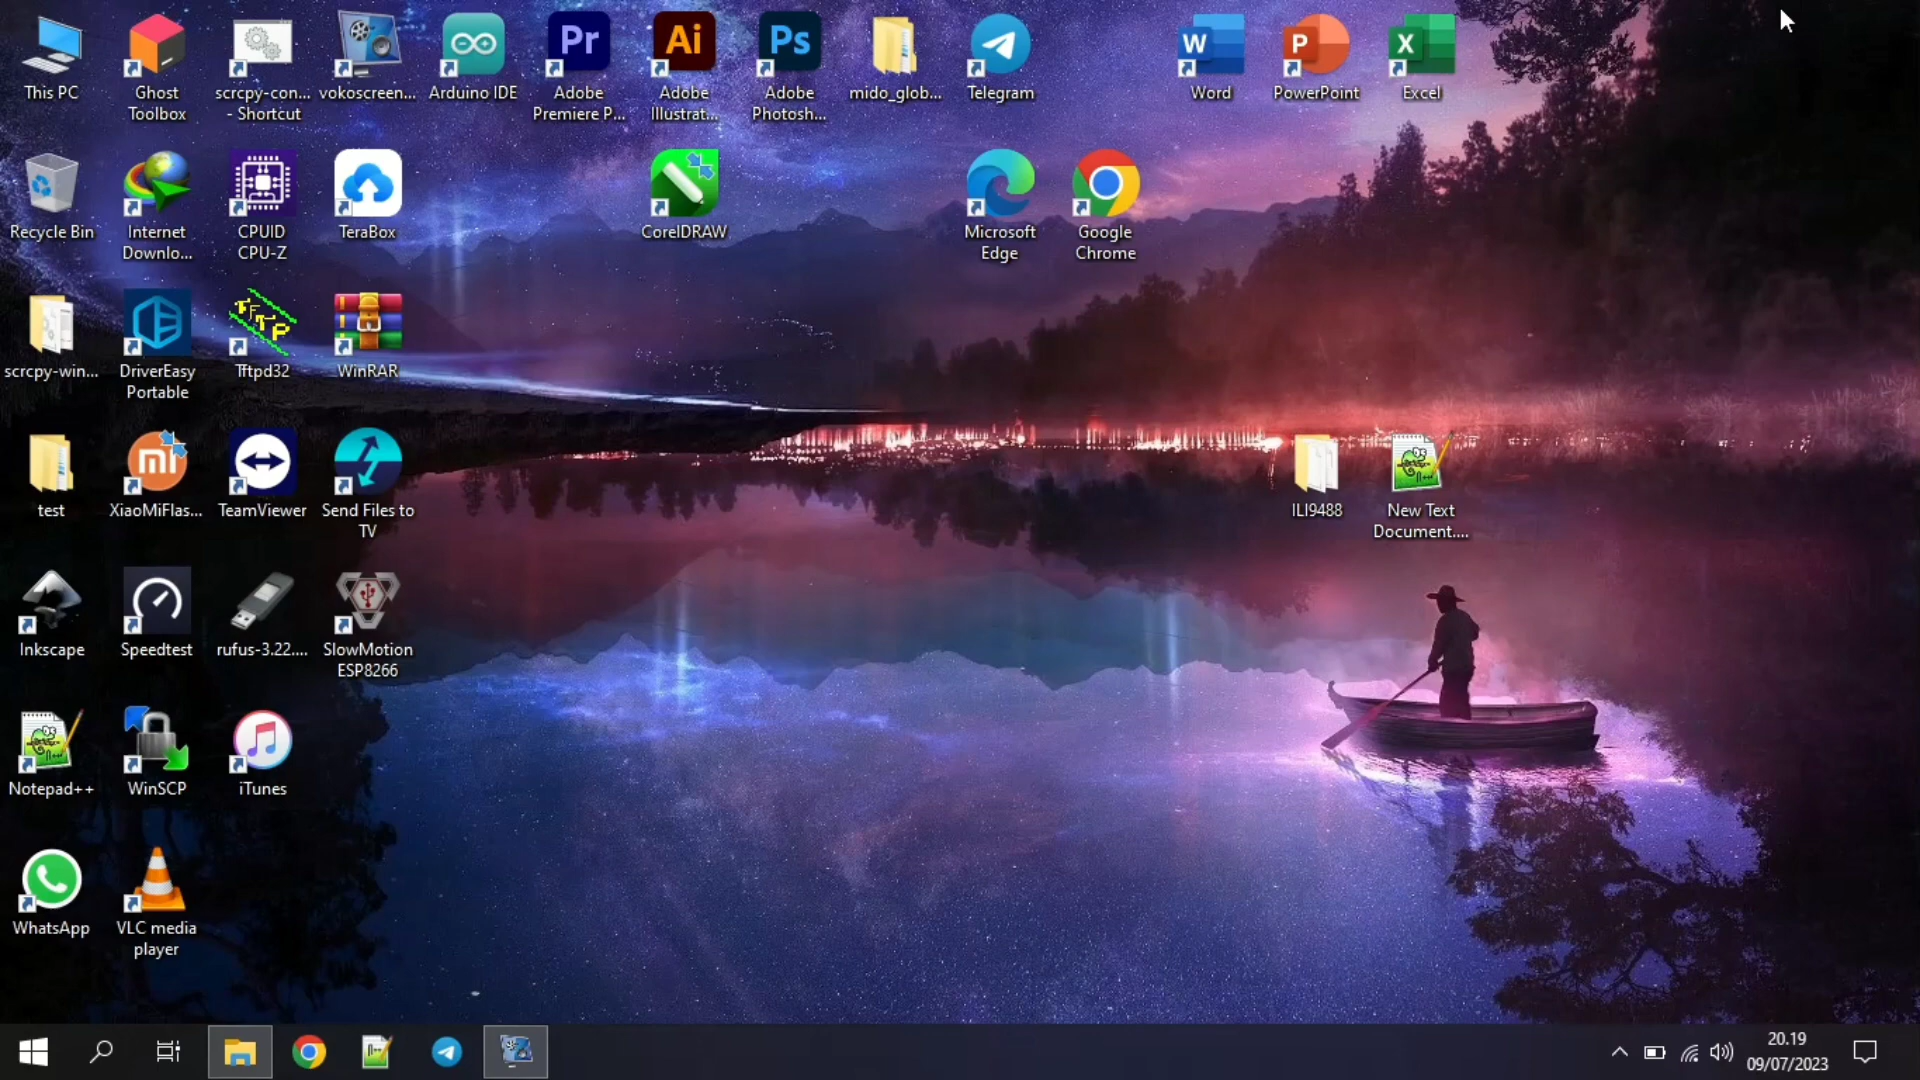 Pr
Ai
Ps
W
P
X
This PC
Ghost
Toolbox
scrcpy-con...
- Shortcut
vokoscreen...
Arduino IDE
Adobe
Premiere P...
Adobe
Illustrat...
Adobe
Photosh...
mido_glob...
Telegram
Word
PowerPoint
Excel
Recycle Bin
Internet
Downlo...
CPUID
CPU-Z
TeraBox
CorelDRAW
Microsoft
Edge
Google
Chrome
TFTP
scrcpy-win...
DriverEasy
Portable
Tftpd32
WinRAR
mi
test
XiaoMiFlas...
TeamViewer
Send Files to
TV
ILI9488
New Text
Document....
Inkscape
Speedtest
rufus-3.22....
SlowMotion
ESP8266
Notepad++
WinSCP
iTunes
WhatsApp
VLC media
player
20.19
09/07/2023